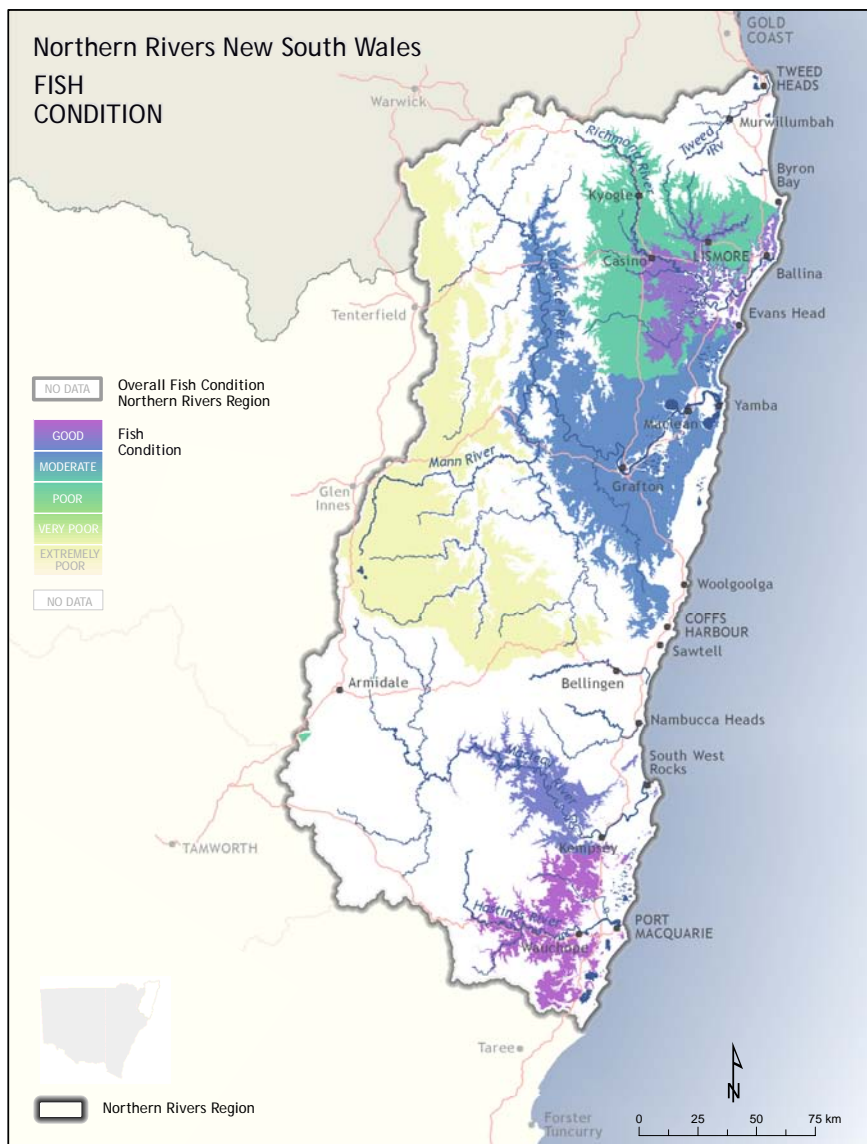 Northern Rivers New South Wales
FISH
CONDITION
GOLD
COAST
TWEED
HEADS
Warwick
Murwillumbah
Tweed
Rv
Richmond River
Byron
Bay
Kyogle
LISMORE
Casino
Ballina
Clarence River
Tenterfield
Evans Head
NO DATA
Overall Fish Condition
Northern Rivers Region
GOOD
Fish
Condition
MODERATE
POOR
VERY POOR
EXTREMELY
POOR
NO DATA
Yamba
Maclean
Mann River
Grafton
Glen
Innes
Woolgoolga
COFFS
HARBOUR
Sawtell
Armidale
Bellingen
Nambucca Heads
South West
Rocks
Macleay River
TAMWORTH
Kempsey
Hastings River
PORT
MACQUARIE
Wauchope
Taree
Northern Rivers Region
Forster
Tuncurry
N
0 25 50 75 km